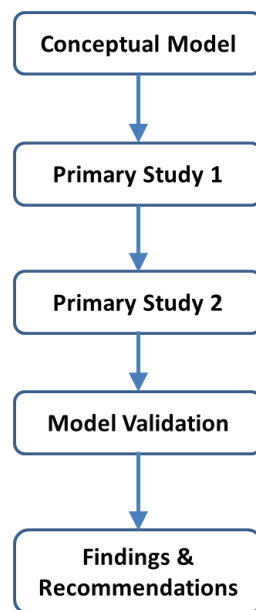 Conceptual Model
Primary Study 1
Primary Study 2
Model Validation
Findings &
Recommendations